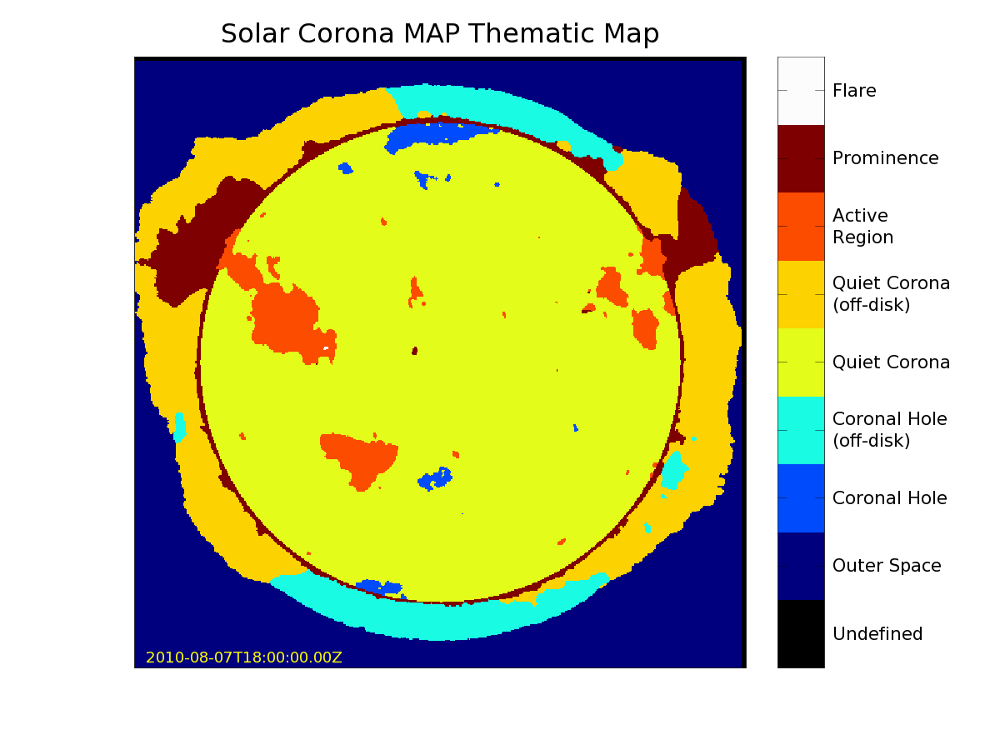 Solar Corona MAP Thematic Map
Flare
Prominence
Active
Region
Quiet Corona
(off-disk)
Quiet Corona
Coronal Hole
(off-disk)
Coronal Hole
Outer Space
Undefined
2010-08-07T18:00:00.00Z